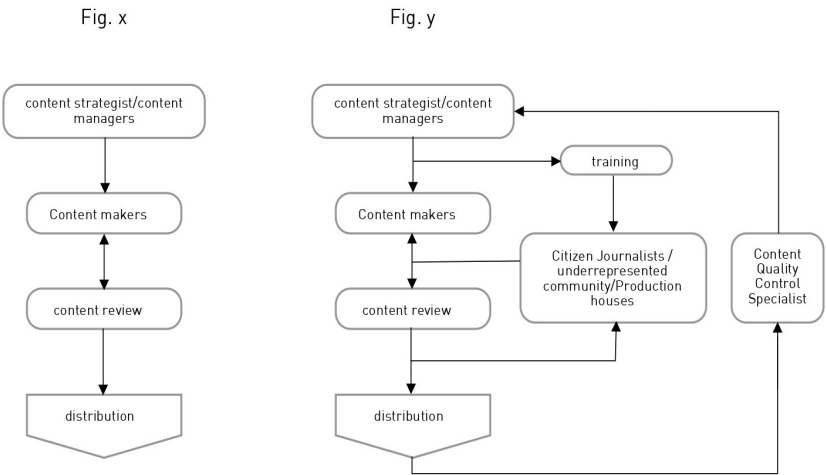 Fig. x
Fig. y
content strategist/content
managers
Content makers
content review
distribution
content strategist/content
managers
training
Content makers
Citizen Journalists /
underrepresented
community/Production
houses
content review
distribution
Content
Quality
Control
Specialist